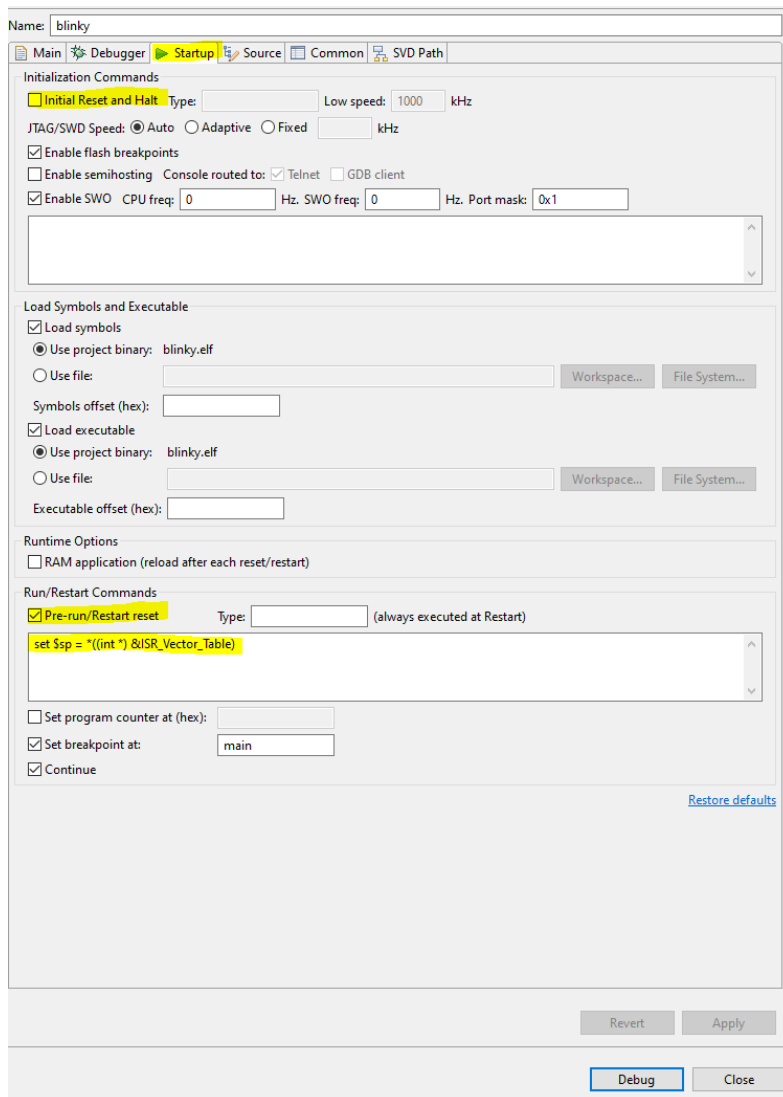 Name: blinky
Main Debugger Startup Source Common SVD Path
Initialization Commands
Initial Reset and Halt Type: Low speed: 1000 kHz
JTAG/SWD Speed: Auto Adaptive Fixed kHz
Enable flash breakpoints
Enable semihosting Console routed to: Telnet GDB client
Enable SWO CPU freq: 0 Hz. SWO freq: 0 Hz. Port mask: 0x1
Load Symbols and Executable
Load symbols
Use project binary: blinky.elf
Use file: Workspace... File System...
Symbols offset (hex):
Load executable
Use project binary: blinky.elf
Use file: Workspace... File System...
Executable offset (hex):
Runtime Options
RAM application (reload after each reset/restart)
Run/Restart Commands
Pre-run/Restart reset Type: (always executed at Restart)
set $sp = *((int *) &ISR_Vector_Table)
Set program counter at (hex):
Set breakpoint at: main
Continue
Restore defaults
Revert Apply
Debug Close